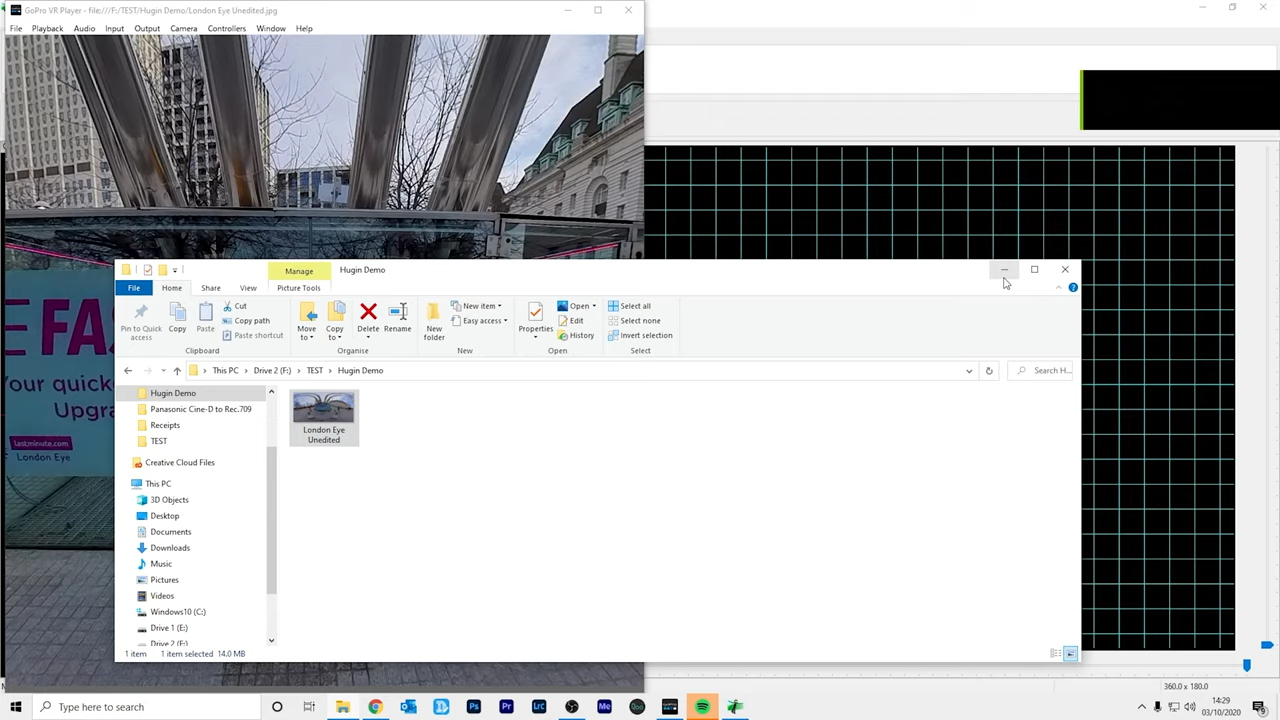 GoPro VR Player - file:///F:/TEST/Hugin Demo/London Eye Unedited.jpg
File Playback Audio Input Output Camera Controllers Window Help
E FAS
Your quick
Upgra
lastminute.com
London Eye
Manage
Hugin Demo
File Home Share View Picture Tools
Pin to Quick access
Copy
Paste
Cut
Copy path
Paste shortcut
Clipboard
Move to
Copy to
Delete
Rename
Organise
New folder
New item
Easy access
New
Properties
Open
Edit
History
Open
Select all
Select none
Invert selection
Select
This PC > Drive 2 (F:) > TEST > Hugin Demo
Search H...
Hugin Demo
Panasonic Cine-D to Rec.709
Receipts
TEST
Creative Cloud Files
This PC
3D Objects
Desktop
Documents
Downloads
Music
Pictures
Videos
Windows10 (C:)
Drive 1 (E:)
Drive 2 (F:)
London Eye
Unedited
1 item 1 item selected 14.0 MB
360.0 x 180.0
Type here to search
14:29
03/10/2020